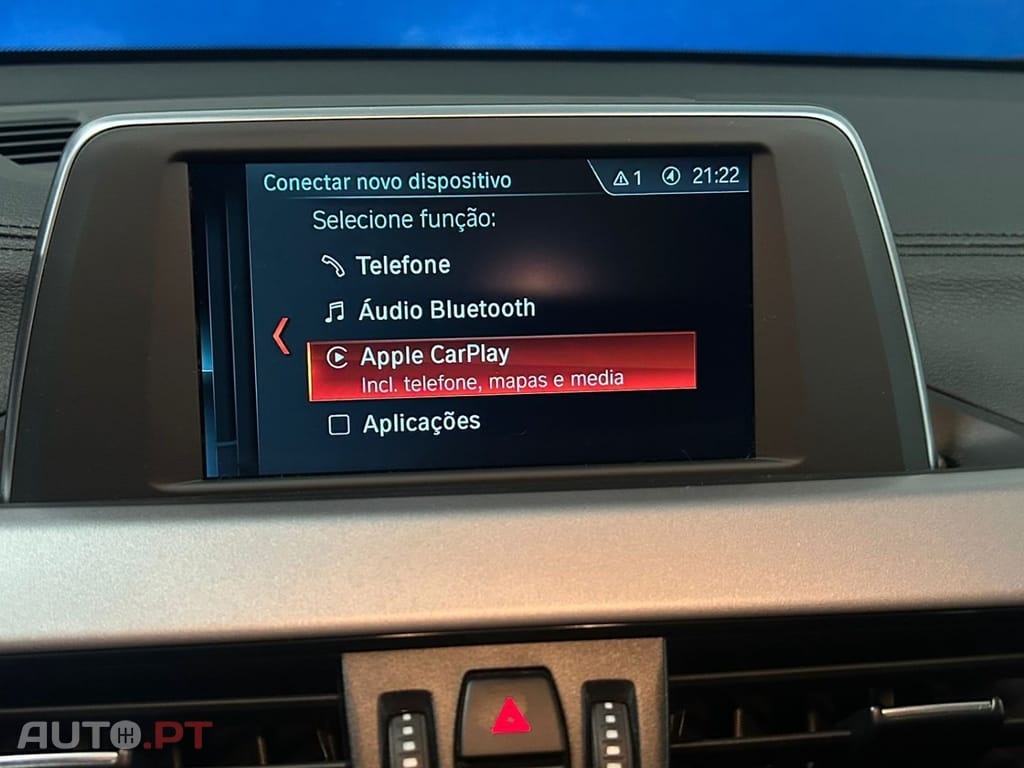 Conectar novo dispositivo
1 21:22
Selecione função:
Telefone
Áudio Bluetooth
Apple CarPlay
Incl. telefone, mapas e media
Aplicações
AUTO.PT